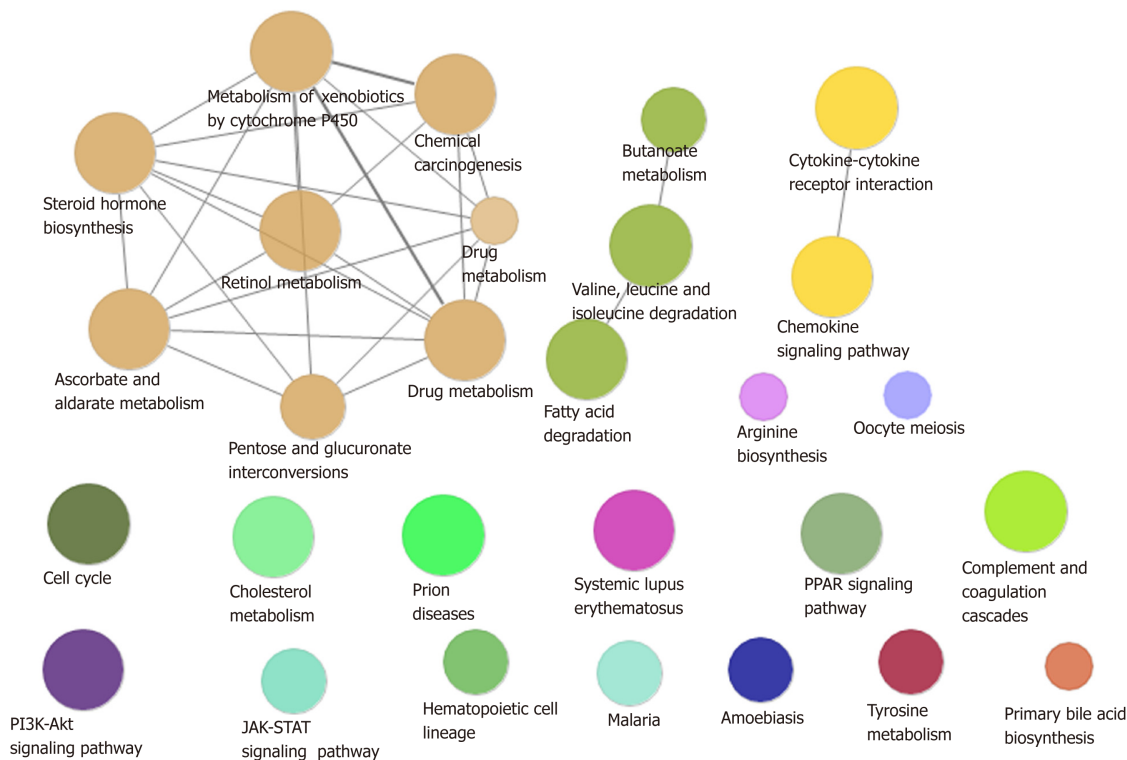 Metabolism of xenobiotics
by cytochrome P450
Chemical
carcinogenesis
Steroid hormone
biosynthesis
Drug
metabolism
Retinol metabolism
Ascorbate and
aldarate metabolism
Drug metabolism
Pentose and glucuronate
interconversions
Butanoate
metabolism
Valine, leucine and
isoleucine degradation
Fatty acid
degradation
Cytokine-cytokine
receptor interaction
Chemokine
signaling pathway
Arginine
biosynthesis
Oocyte meiosis
Cell cycle
Cholesterol
metabolism
Prion
diseases
Systemic lupus
erythematosus
PPAR signaling
pathway
Complement and
coagulation
cascades
PI3K-Akt
signaling pathway
JAK-STAT
signaling pathway
Hematopoietic cell
lineage
Malaria
Amoebiasis
Tyrosine
metabolism
Primary bile acid
biosynthesis